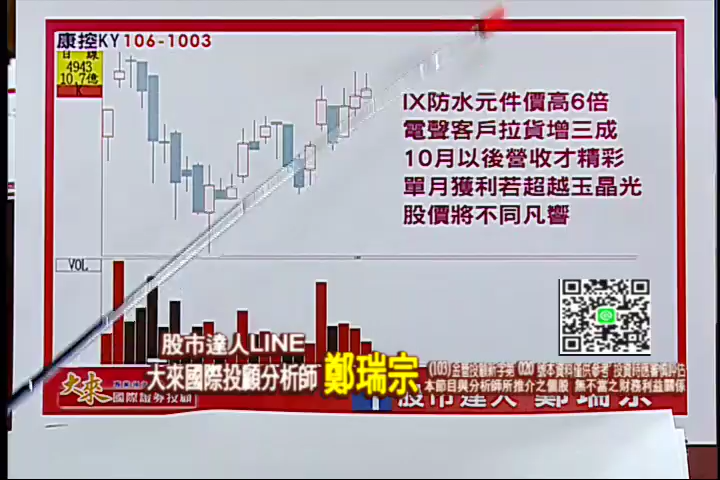 康控KY 106-1003
日線
4943
10.7億
K
IX防水元件價高6倍
電聲客戶拉貨增三成
10月以後營收才精彩
單月獲利若超越玉晶光
股價將不同凡響
VOL
股市達人LINE
大來國際投顧分析師 鄭瑞宗
大來
國際證券投顧
本節目與分析師所推介之個股 無不當之財務利益關係
股市達人 鄭瑞宗